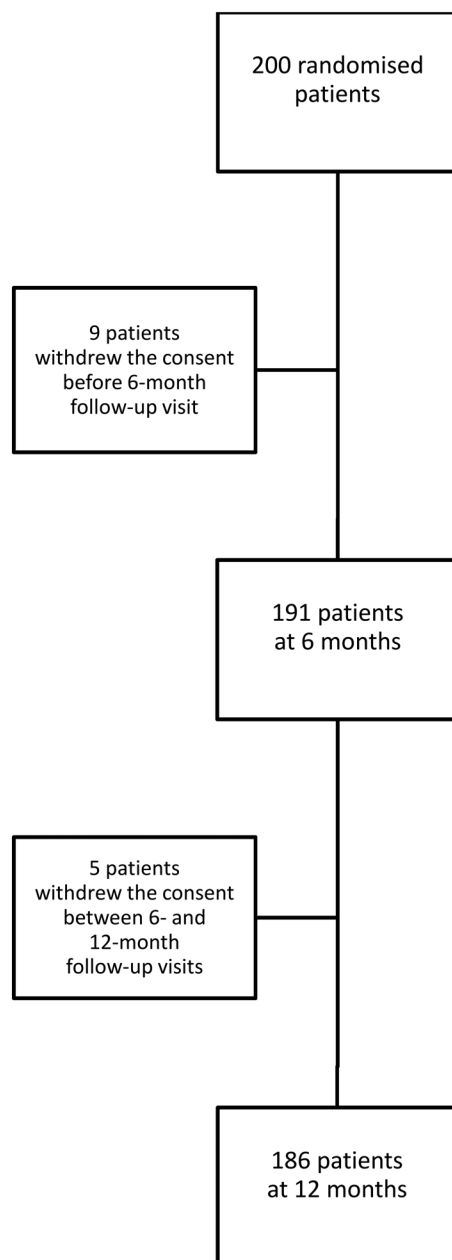 200 randomised
patients
9 patients
withdrew the consent
before 6-month
follow-up visit
191 patients
at 6 months
5 patients
withdrew the consent
between 6- and
12-month
follow-up visits
186 patients
at 12 months